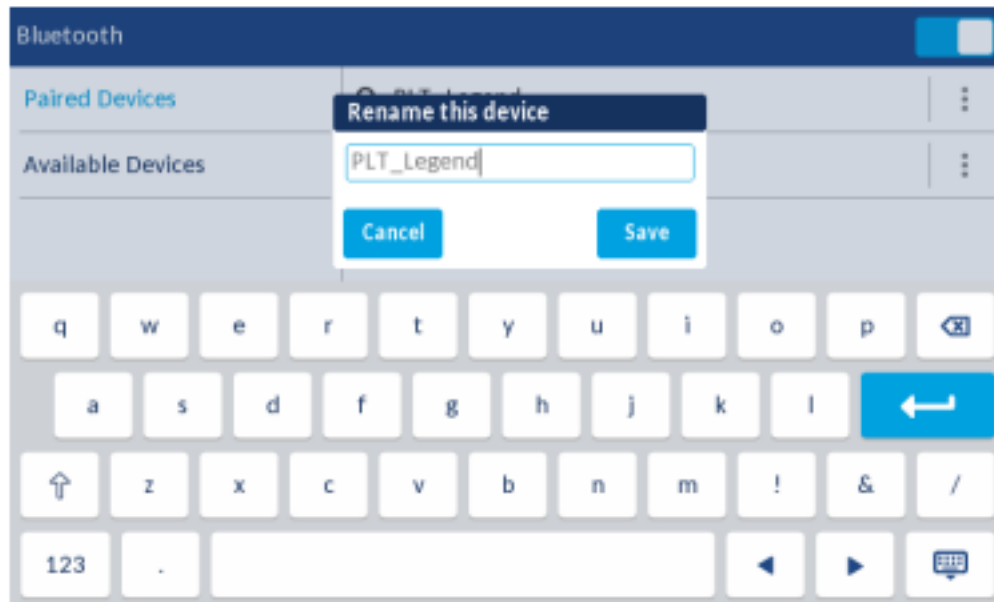 Bluetooth
Paired Devices
Rename this device
PLT_Legend
Available Devices
Cancel Save
q w e r t y u i o p
a s d f g h j k l
z x c v b n m ! & /
123 .